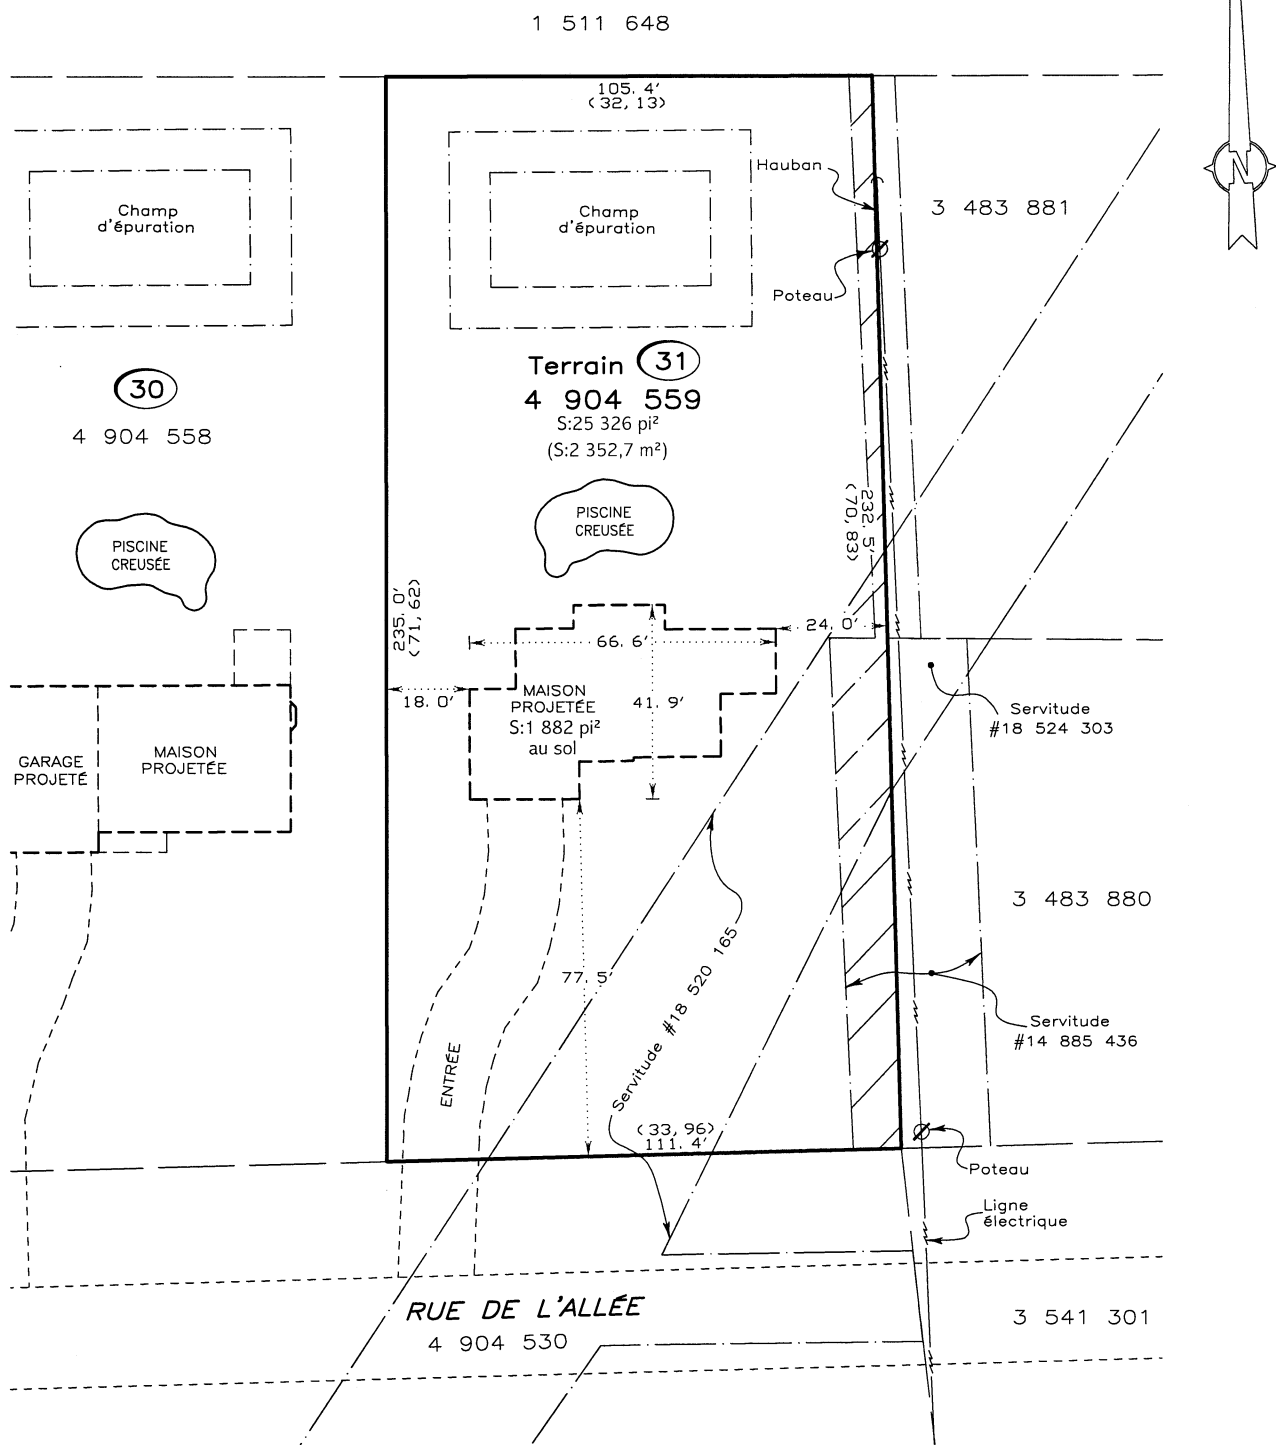 1 511 648
105.4'
(32,13)
N
Hauban
3 483 881
Champ
d'épuration
Champ
d'épuration
Poteau
30
4 904 558
Terrain 31
4 904 559
S:25 326 pi²
(S:2 352,7 m²)
PISCINE
CREUSÉE
PISCINE
CREUSÉE
232.5'
(70,83)
235.0'
(71,62)
66.6'
24.0'
18.0'
MAISON
PROJETÉE
S:1 882 pi²
au sol
41.9'
Servitude
#18 524 303
GARAGE
PROJETÉ
MAISON
PROJETÉE
3 483 880
77.5'
Servitude #18 520 165
Servitude
#14 885 436
ENTRÉE
(33,96)
111.4'
Poteau
Ligne
électrique
RUE DE L'ALLÉE
4 904 530
3 541 301